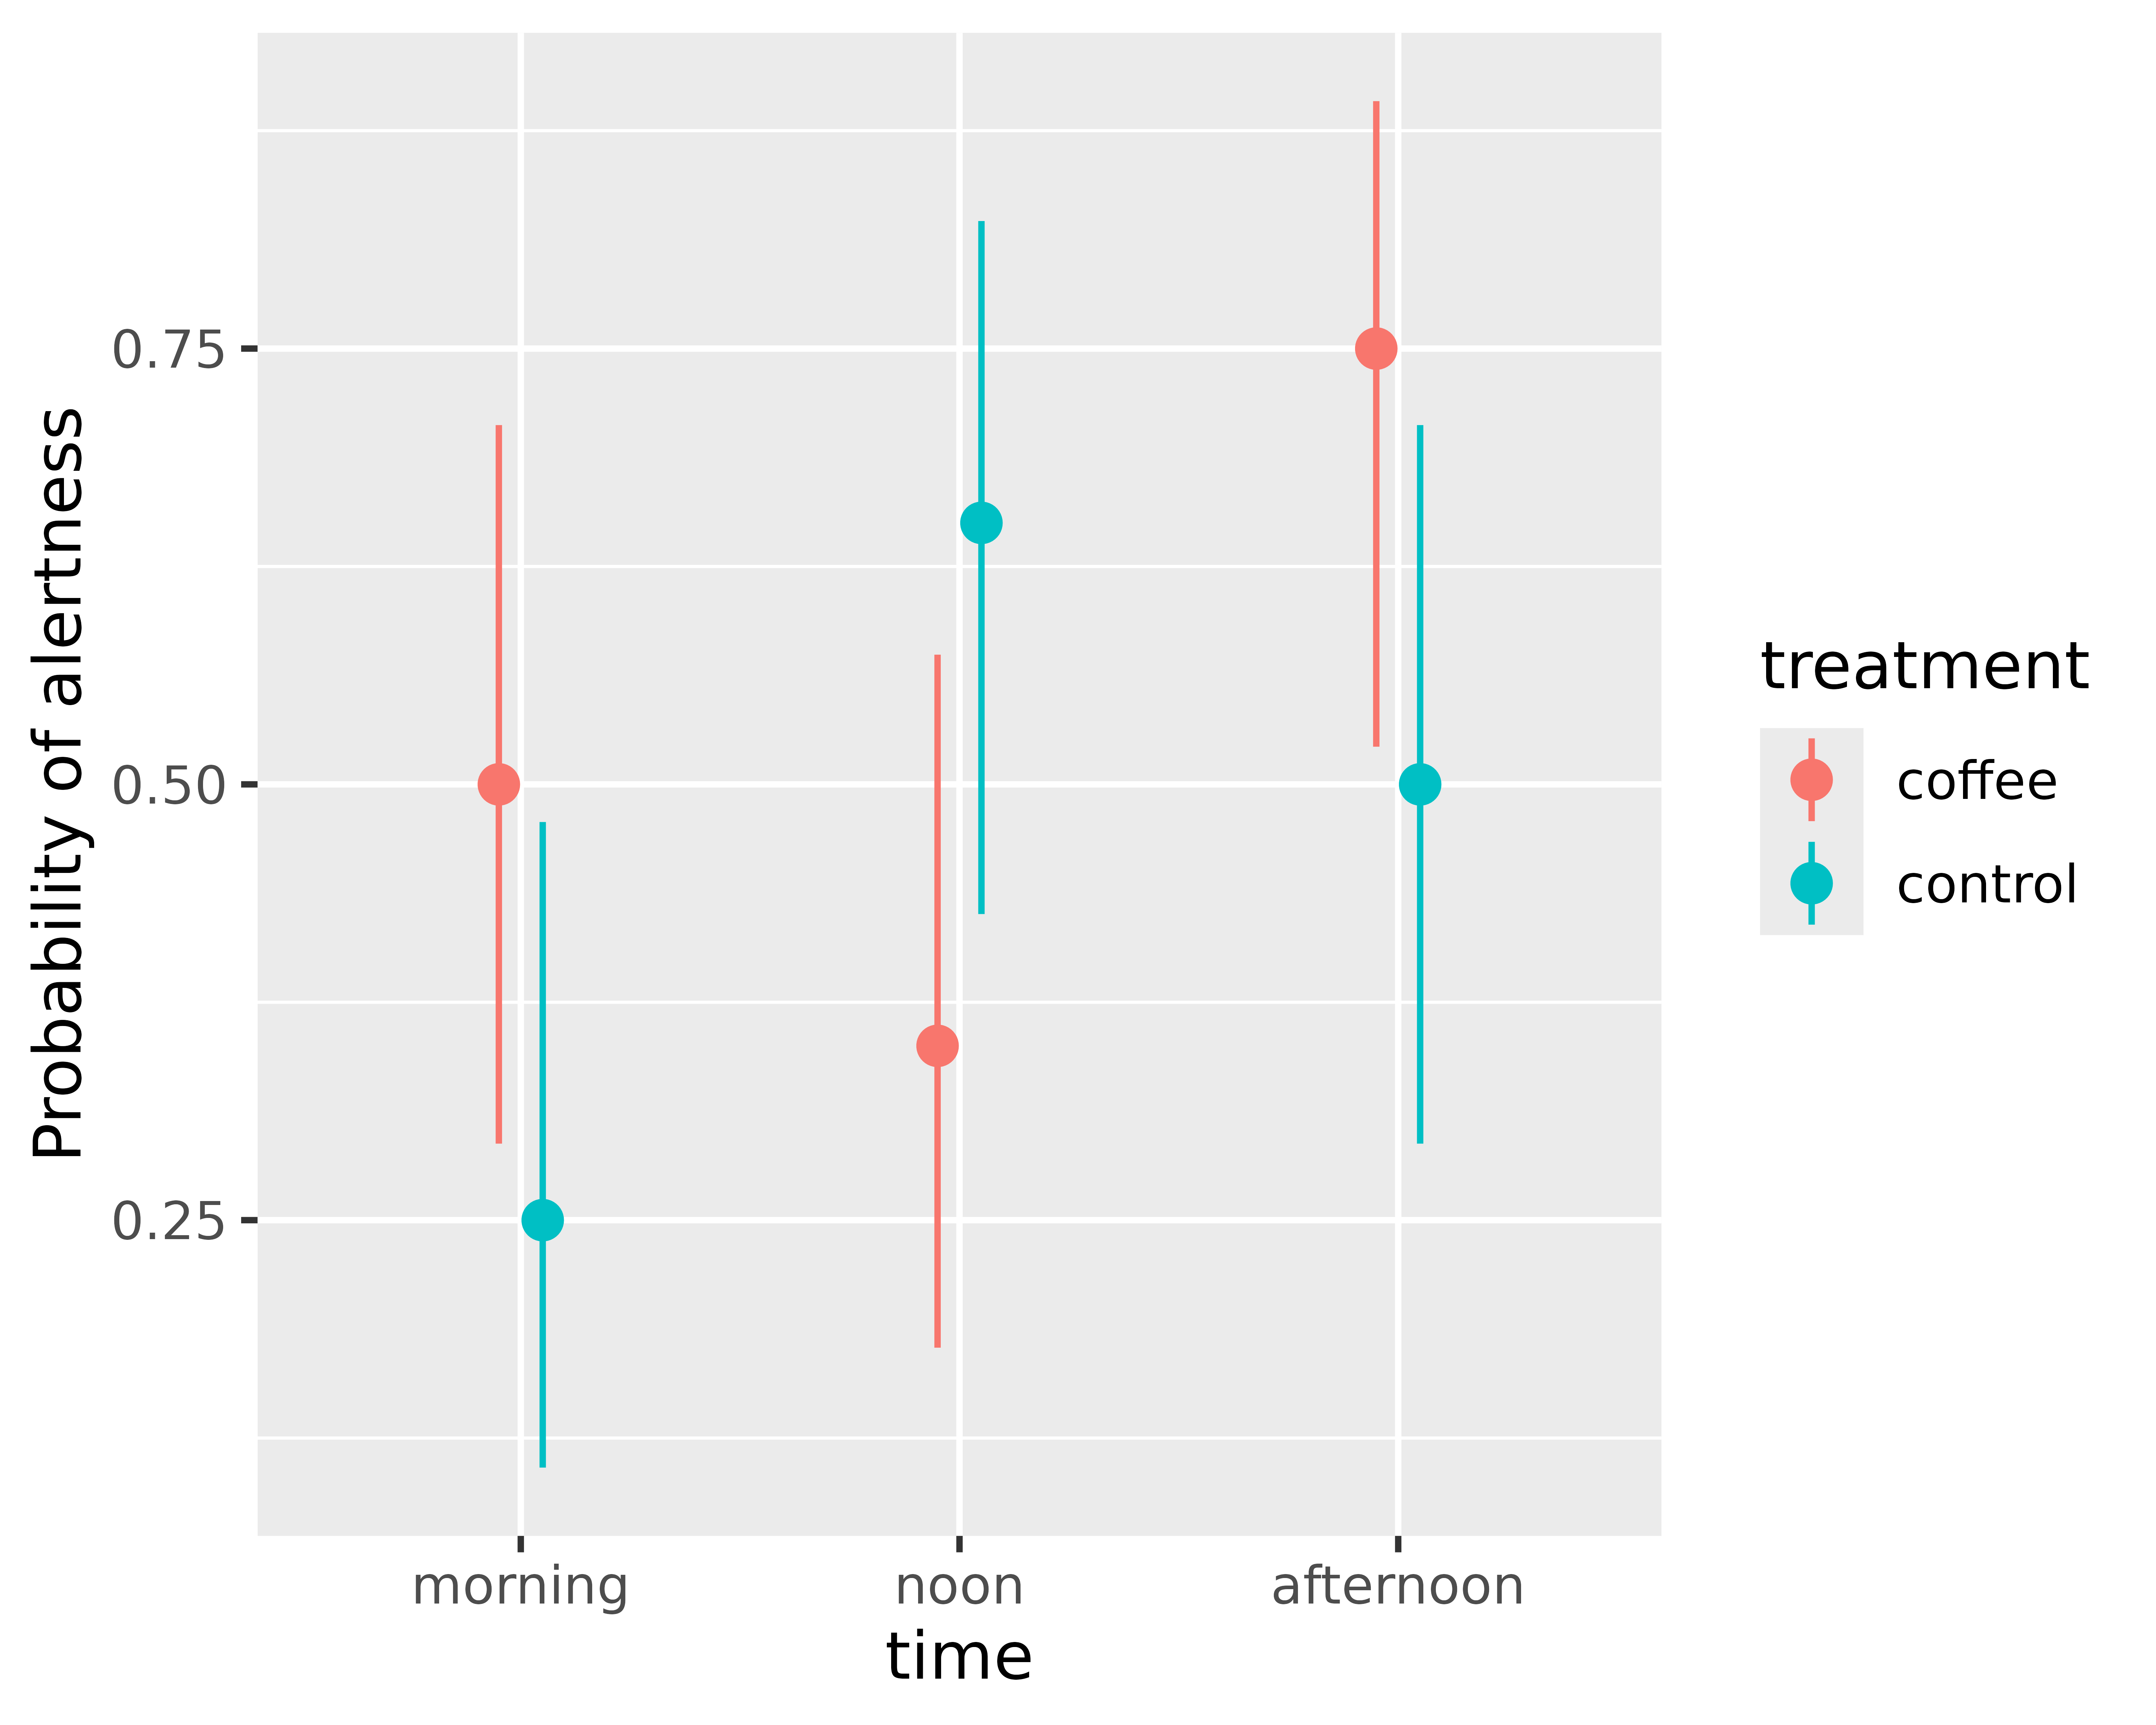 Probability of alertness
0.75
0.50
0.25
morning noon afternoon
time
treatment
coffee
control